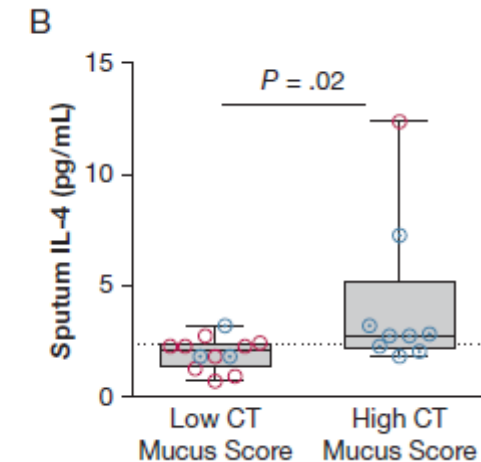 B
Sputum IL-4 (pg/mL)
15
10
5
0
P = .02
Low CT
Mucus Score
High CT
Mucus Score